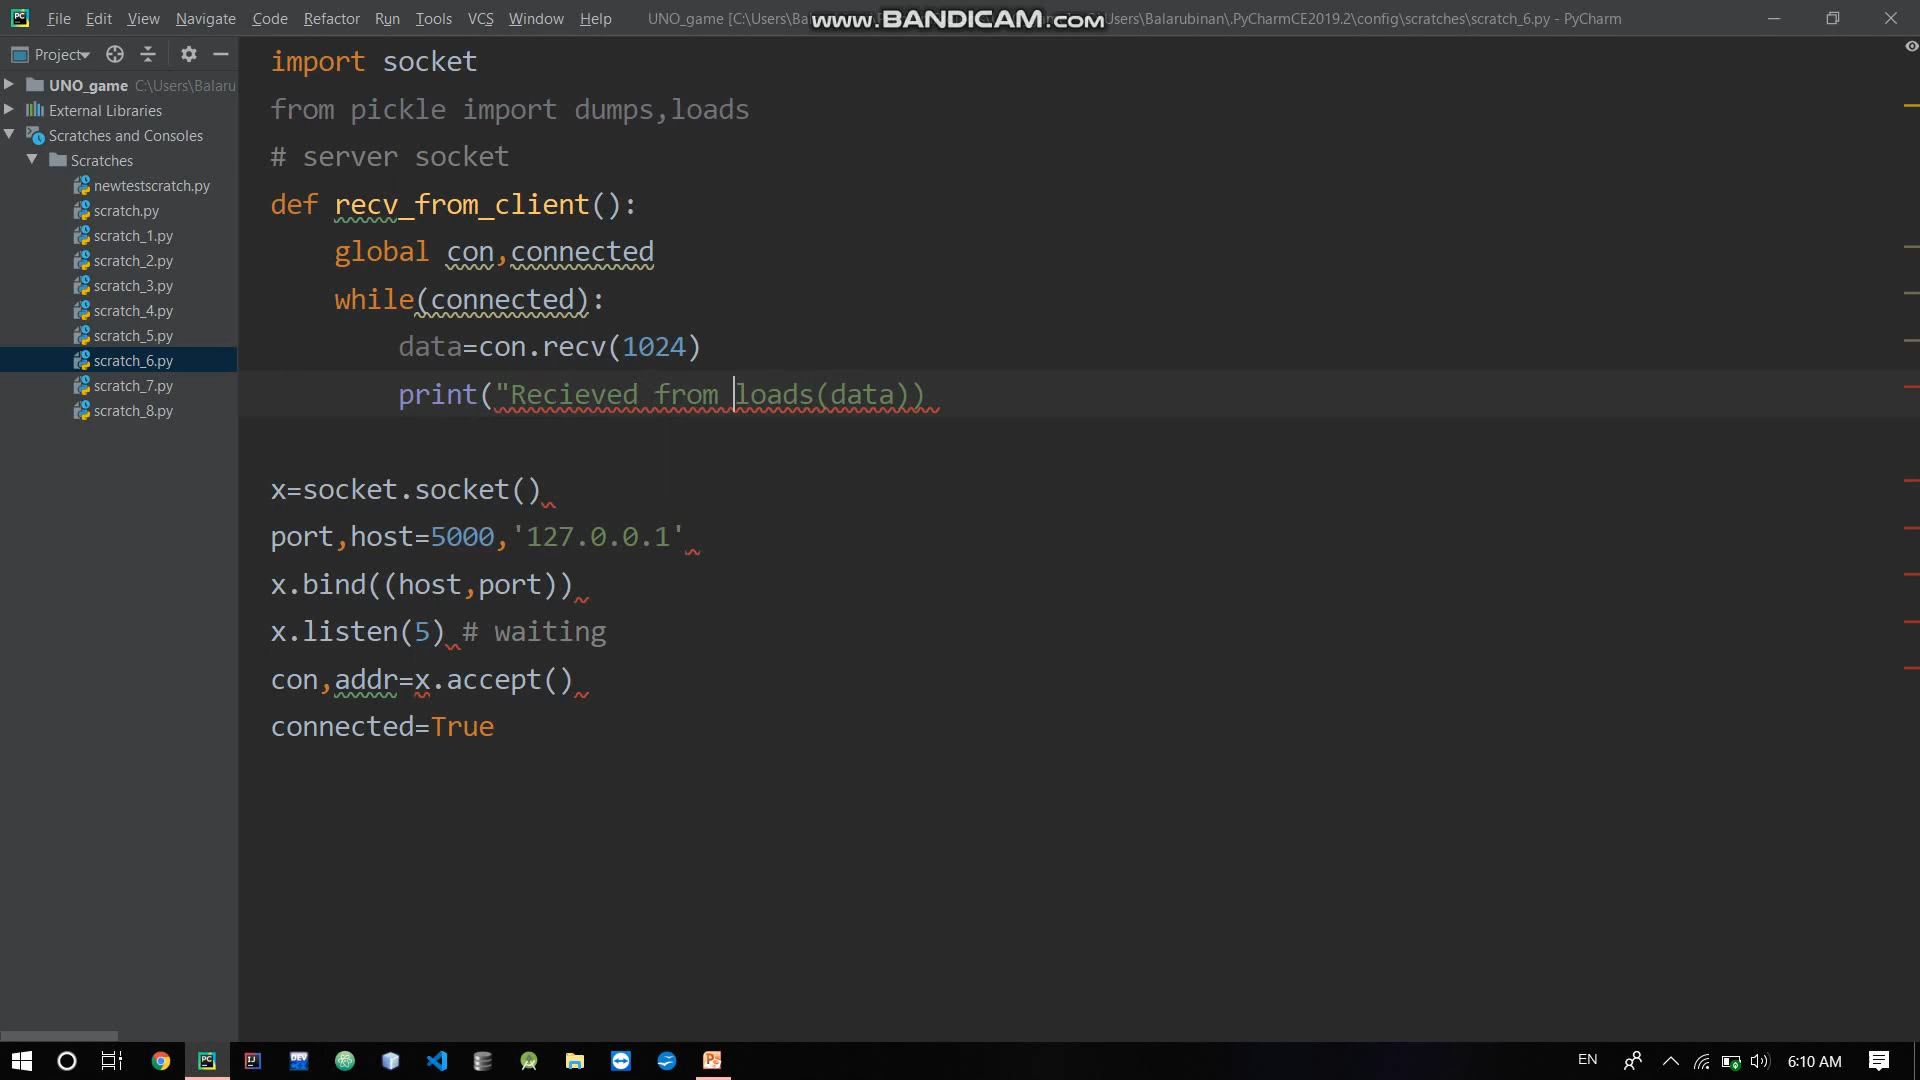 File Edit View Navigate Code Refactor Run Tools VCS Window Help
UNO_game [C:\Users\Ba
www.BANDICAM.com
Users\Balarubinan\.PyCharmCE2019.2\config\scratches\scratch_6.py - PyCharm
Project
UNO_game C:\Users\Balaru
External Libraries
Scratches and Consoles
Scratches
newtestscratch.py
scratch.py
scratch_1.py
scratch_2.py
scratch_3.py
scratch_4.py
scratch_5.py
scratch_6.py
scratch_7.py
scratch_8.py
import socket
from pickle import dumps,loads
# server socket
def recv_from_client():
global con,connected
while(connected):
data=con.recv(1024)
print("Recieved from loads(data))
x=socket.socket()
port,host=5000,'127.0.0.1'
x.bind((host,port))
x.listen(5) # waiting
con,addr=x.accept()
connected=True
EN
6:10 AM